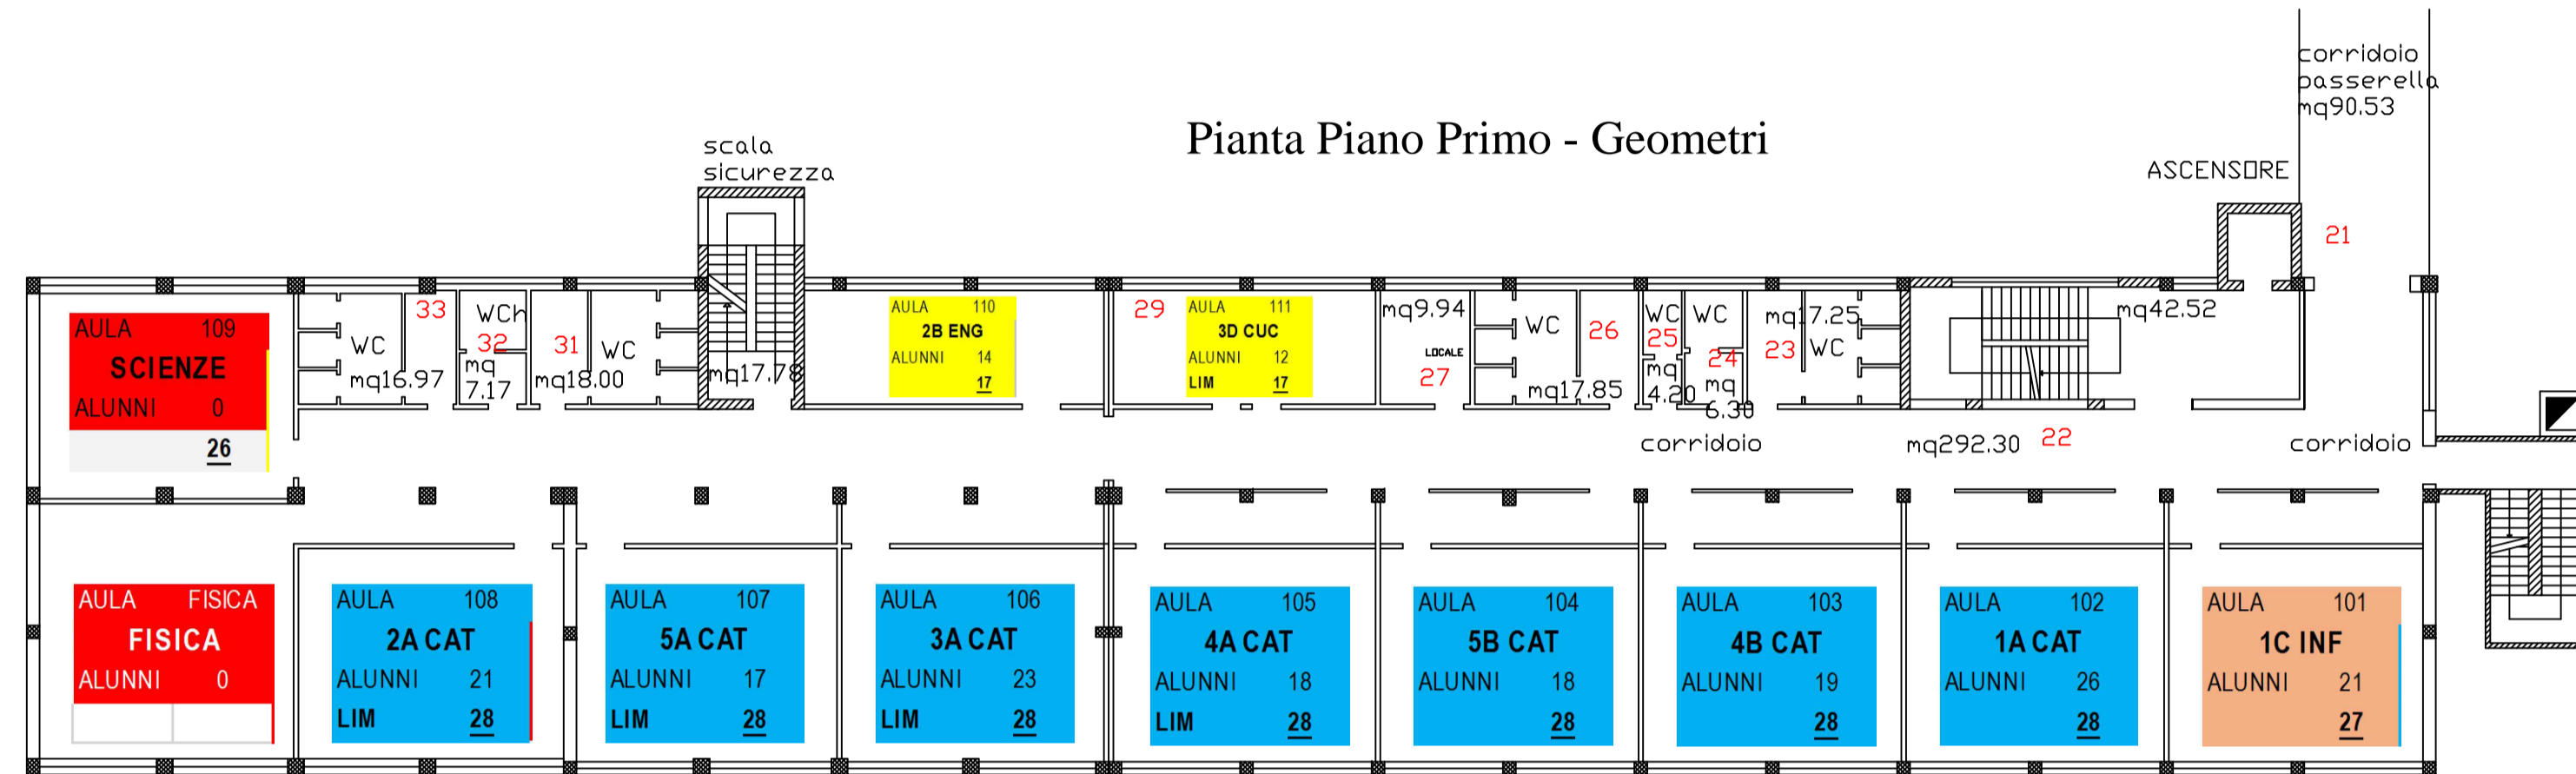 corridoio
passerella
mq90.53
Pianta Piano Primo - Geometri
scala
sicurezza
ASCENSORE
21
AULA 109
SCIENZE
ALUNNI 0
26
WC
mq16.97
33
WCh
32
mq
7.17
31
mq18.00
WC
mq17.78
AULA 110
2B ENG
ALUNNI 14
17
29
AULA 111
3D CUC
ALUNNI 12
LIM 17
mq9.94
LOCALE
27
WC
mq17.85
26
WC
25
mq
4.20
WC
24
mq
6.30
mq17.25
23
WC
mq42.52
corridoio
mq292.30
22
corridoio
AULA FISICA
FISICA
ALUNNI 0
AULA 108
2A CAT
ALUNNI 21
LIM 28
AULA 107
5A CAT
ALUNNI 17
LIM 28
AULA 106
3A CAT
ALUNNI 23
LIM 28
AULA 105
4A CAT
ALUNNI 18
LIM 28
AULA 104
5B CAT
ALUNNI 18
28
AULA 103
4B CAT
ALUNNI 19
28
AULA 102
1A CAT
ALUNNI 26
28
AULA 101
1C INF
ALUNNI 21
27